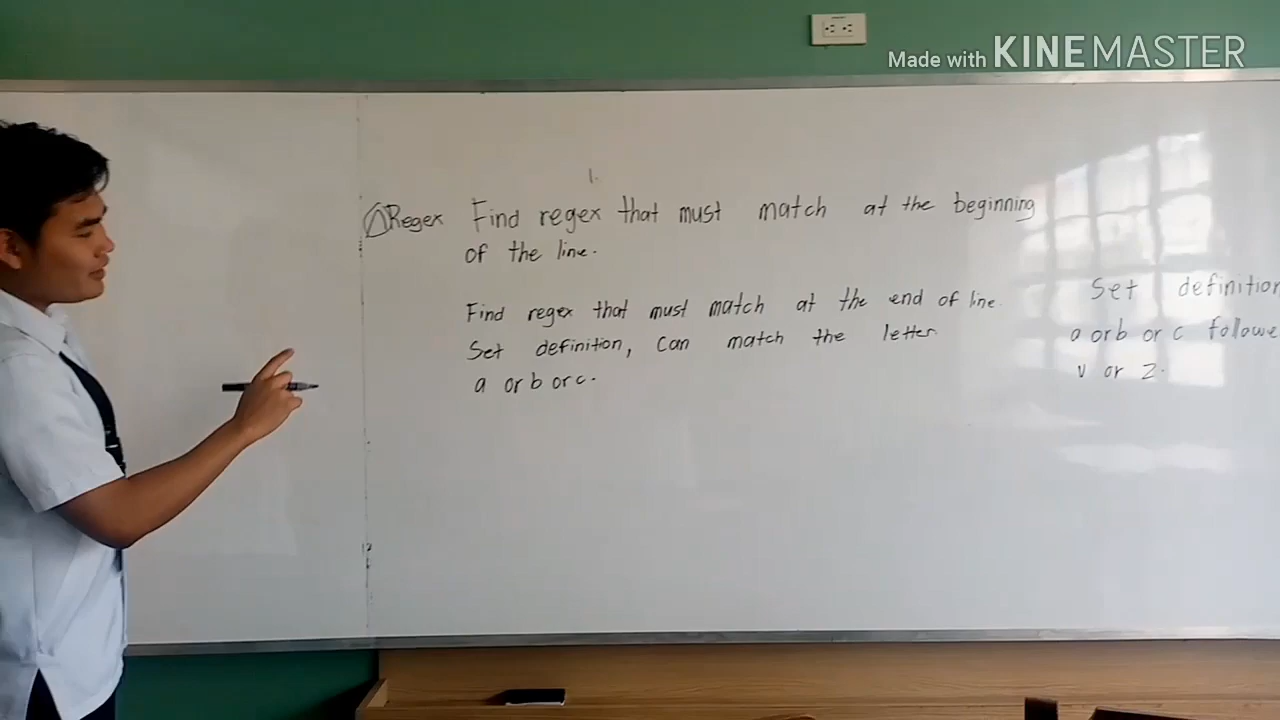 Made with KINEMASTER
1.
^Regex Find regex that must match at the beginning
of the line.
Find regex that must match at the end of line.
Set definition, can match the letter
a or b or c.
Set definition
a or b or c followe
v or z.